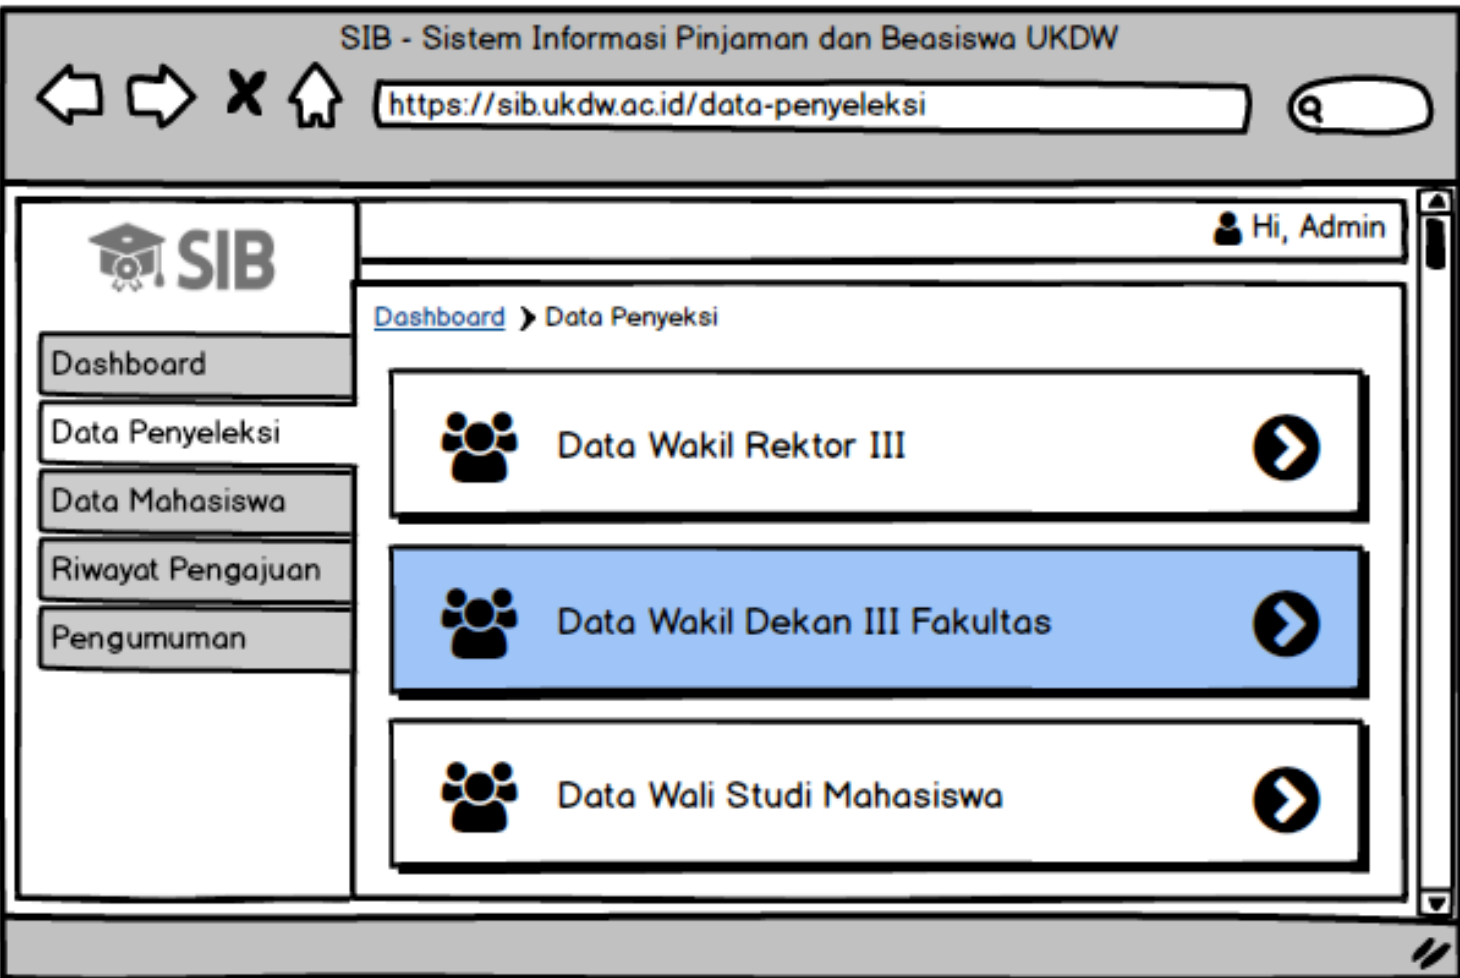 SIB - Sistem Informasi Pinjaman dan Beasiswa UKDW
https://sib.ukdw.ac.id/data-penyeleksi
SIB
Hi, Admin
Dashboard
Data Penyeleksi
Data Mahasiswa
Riwayat Pengajuan
Pengumuman
Dashboard Data Penyeksi
Data Wakil Rektor III
Data Wakil Dekan III Fakultas
Data Wali Studi Mahasiswa